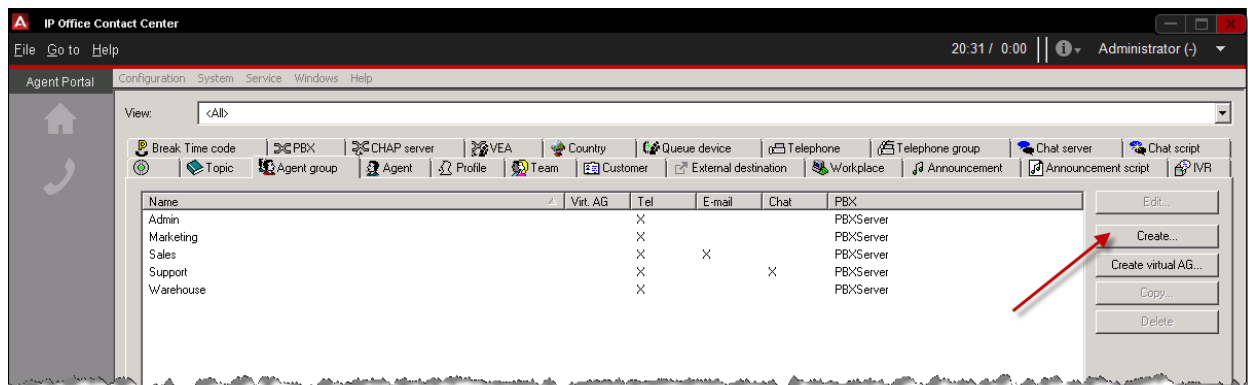 IP Office Contact Center
File Go to Help 20:31 / 0:00 Administrator (-)
Agent Portal Configuration System Service Windows Help
View: <All>
Break Time code PBX CHAP server VEA Country Queue device Telephone Telephone group Chat server Chat script
Topic Agent group Agent Profile Team Customer External destination Workplace Announcement Announcement script IVR
Name Virt. AG Tel E-mail Chat PBX Edit...
Admin X PBXServer
Marketing X PBXServer Create...
Sales X X PBXServer
Support X X PBXServer Create virtual AG...
Warehouse X PBXServer
Copy...
Delete